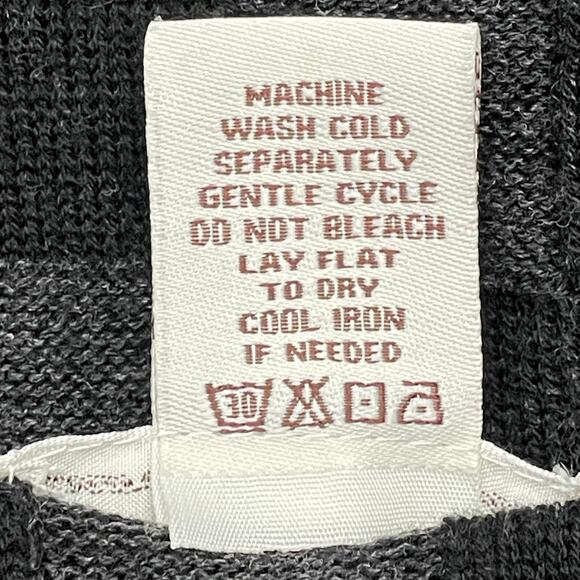 MACHINE
WASH COLD
SEPARATELY
GENTLE CYCLE
DO NOT BLEACH
LAY FLAT
TO DRY
COOL IRON
IF NEEDED
30